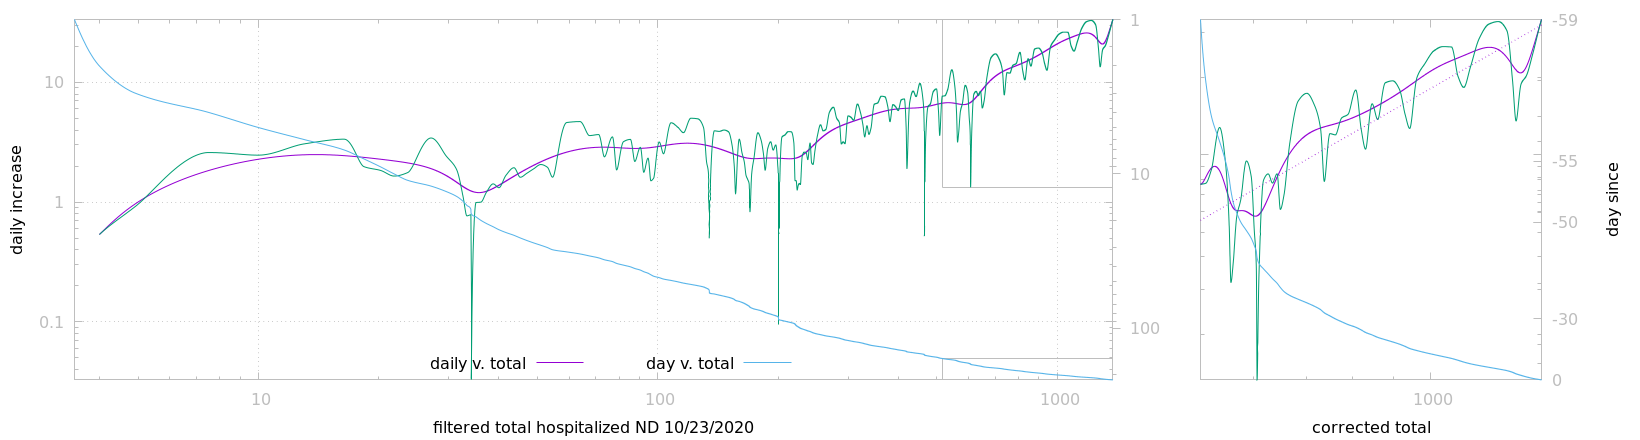 10
1
0.1
daily increase
daily v. total
day v. total
10
100
1000
filtered total hospitalized ND 10/23/2020
1
10
100
1000
corrected total
-59
-55
-50
-30
0
day since